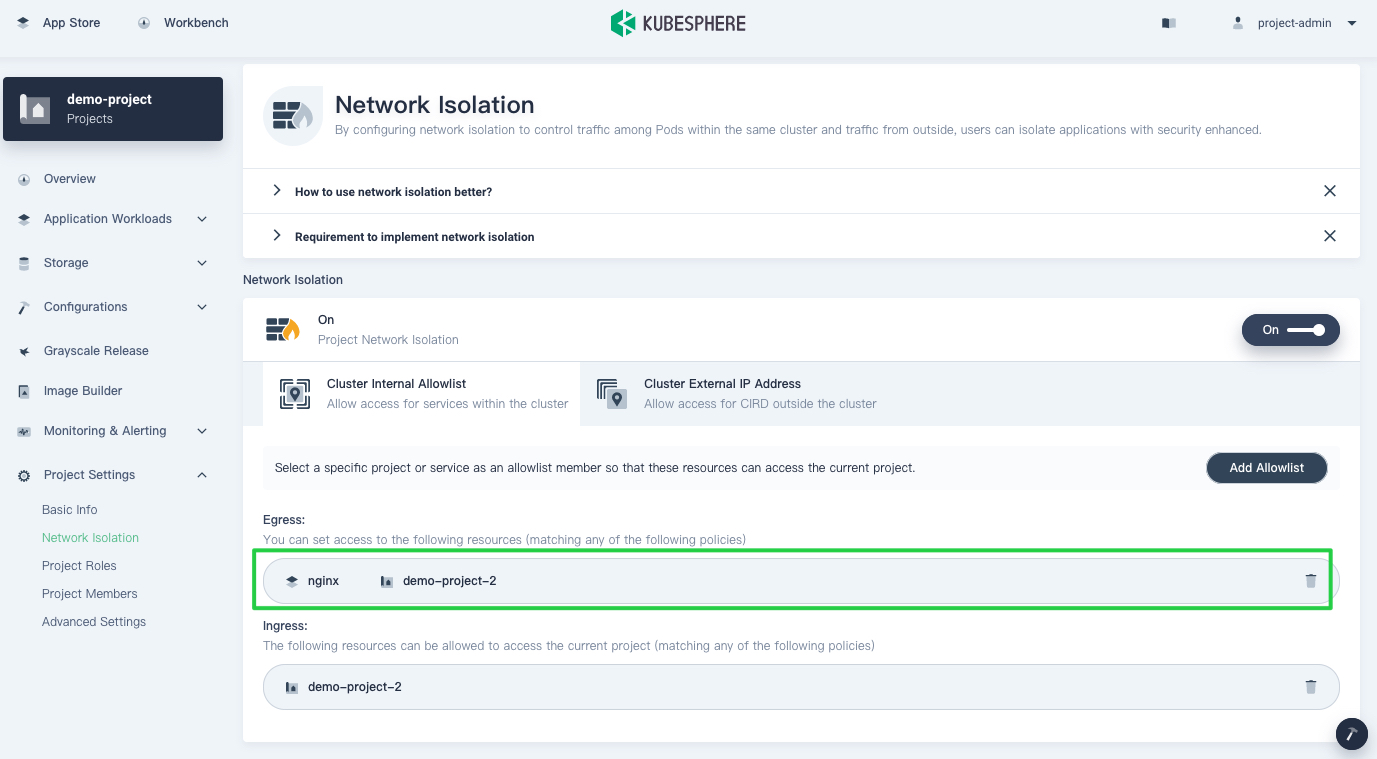 App Store
Workbench
KUBESPHERE
project-admin
demo-project
Projects
Overview
Application Workloads
Storage
Configurations
Grayscale Release
Image Builder
Monitoring & Alerting
Project Settings
Basic Info
Network Isolation
Project Roles
Project Members
Advanced Settings
Network Isolation
By configuring network isolation to control traffic among Pods within the same cluster and traffic from outside, users can isolate applications with security enhanced.
How to use network isolation better?
Requirement to implement network isolation
Network Isolation
On
Project Network Isolation
On
Cluster Internal Allowlist
Allow access for services within the cluster
Cluster External IP Address
Allow access for CIRD outside the cluster
Select a specific project or service as an allowlist member so that these resources can access the current project.
Add Allowlist
Egress:
You can set access to the following resources (matching any of the following policies)
nginx
demo-project-2
Ingress:
The following resources can be allowed to access the current project (matching any of the following policies)
demo-project-2